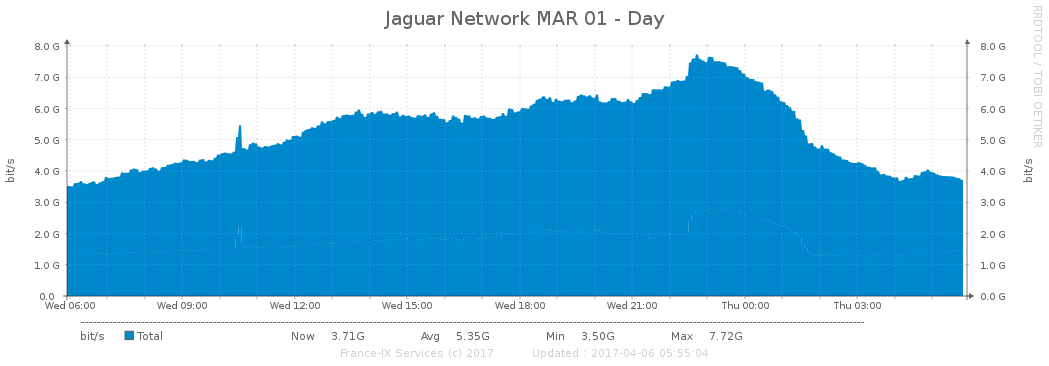 Jaguar Network MAR 01 - Day
RRDTOOL / TOBI OETIKER
8.0 G 8.0 G
7.0 G 7.0 G
6.0 G 6.0 G
5.0 G 5.0 G
4.0 G 4.0 G
3.0 G 3.0 G
2.0 G 2.0 G
1.0 G 1.0 G
0.0 0.0 G
bit/s bit/s
Wed 06:00 Wed 09:00 Wed 12:00 Wed 15:00 Wed 18:00 Wed 21:00 Thu 00:00 Thu 03:00
bit/s Total Now 3.71G Avg 5.35G Min 3.50G Max 7.72G
France-IX Services (c) 2017 Updated : 2017-04-06 05:55:04